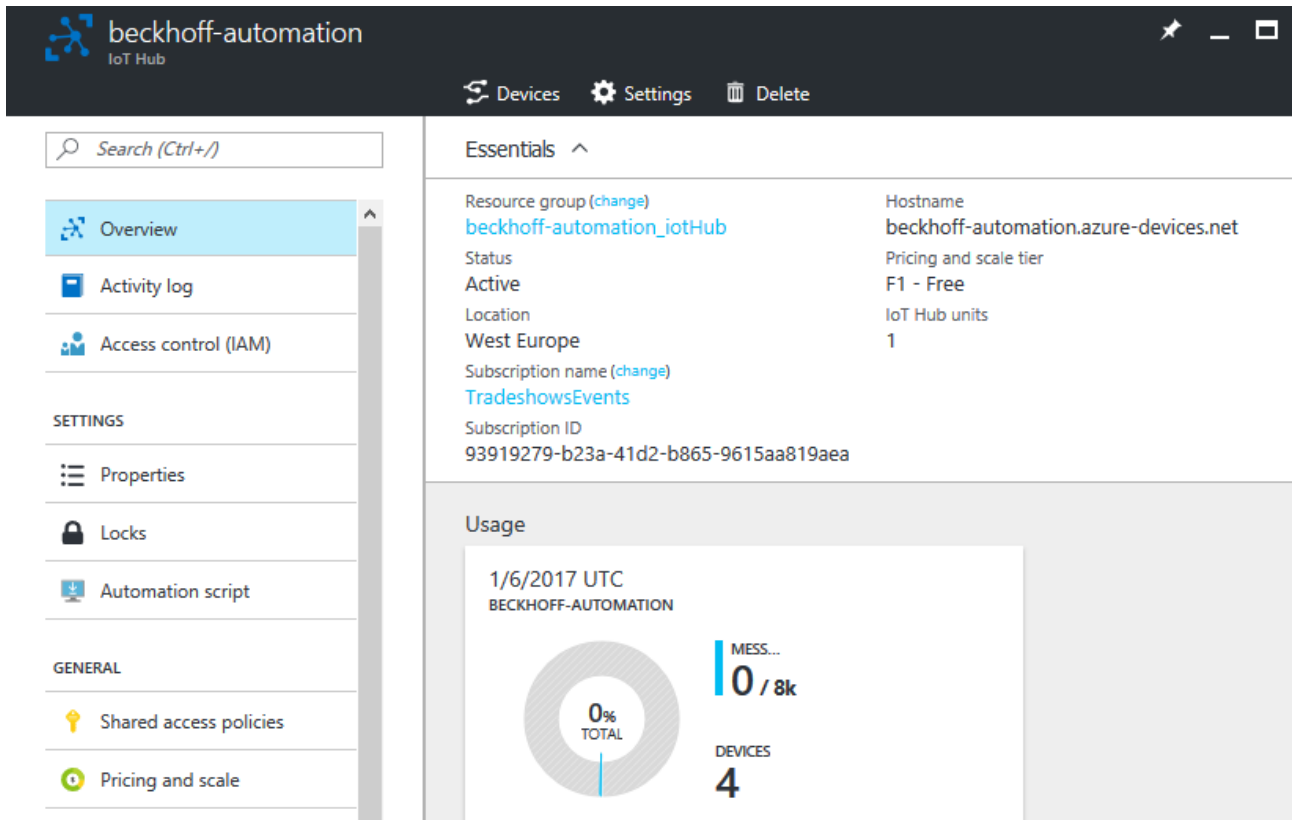 beckhoff-automation
IoT Hub
Devices Settings Delete
Search (Ctrl+/)
Overview
Activity log
Access control (IAM)
SETTINGS
Properties
Locks
Automation script
GENERAL
Shared access policies
Pricing and scale
Essentials
Resource group (change)
beckhoff-automation_iotHub
Status
Active
Location
West Europe
Subscription name (change)
TradeshowsEvents
Subscription ID
93919279-b23a-41d2-b865-9615aa819aea
Hostname
beckhoff-automation.azure-devices.net
Pricing and scale tier
F1 - Free
IoT Hub units
1
Usage
1/6/2017 UTC
BECKHOFF-AUTOMATION
0%
TOTAL
MESS...
0 / 8k
DEVICES
4